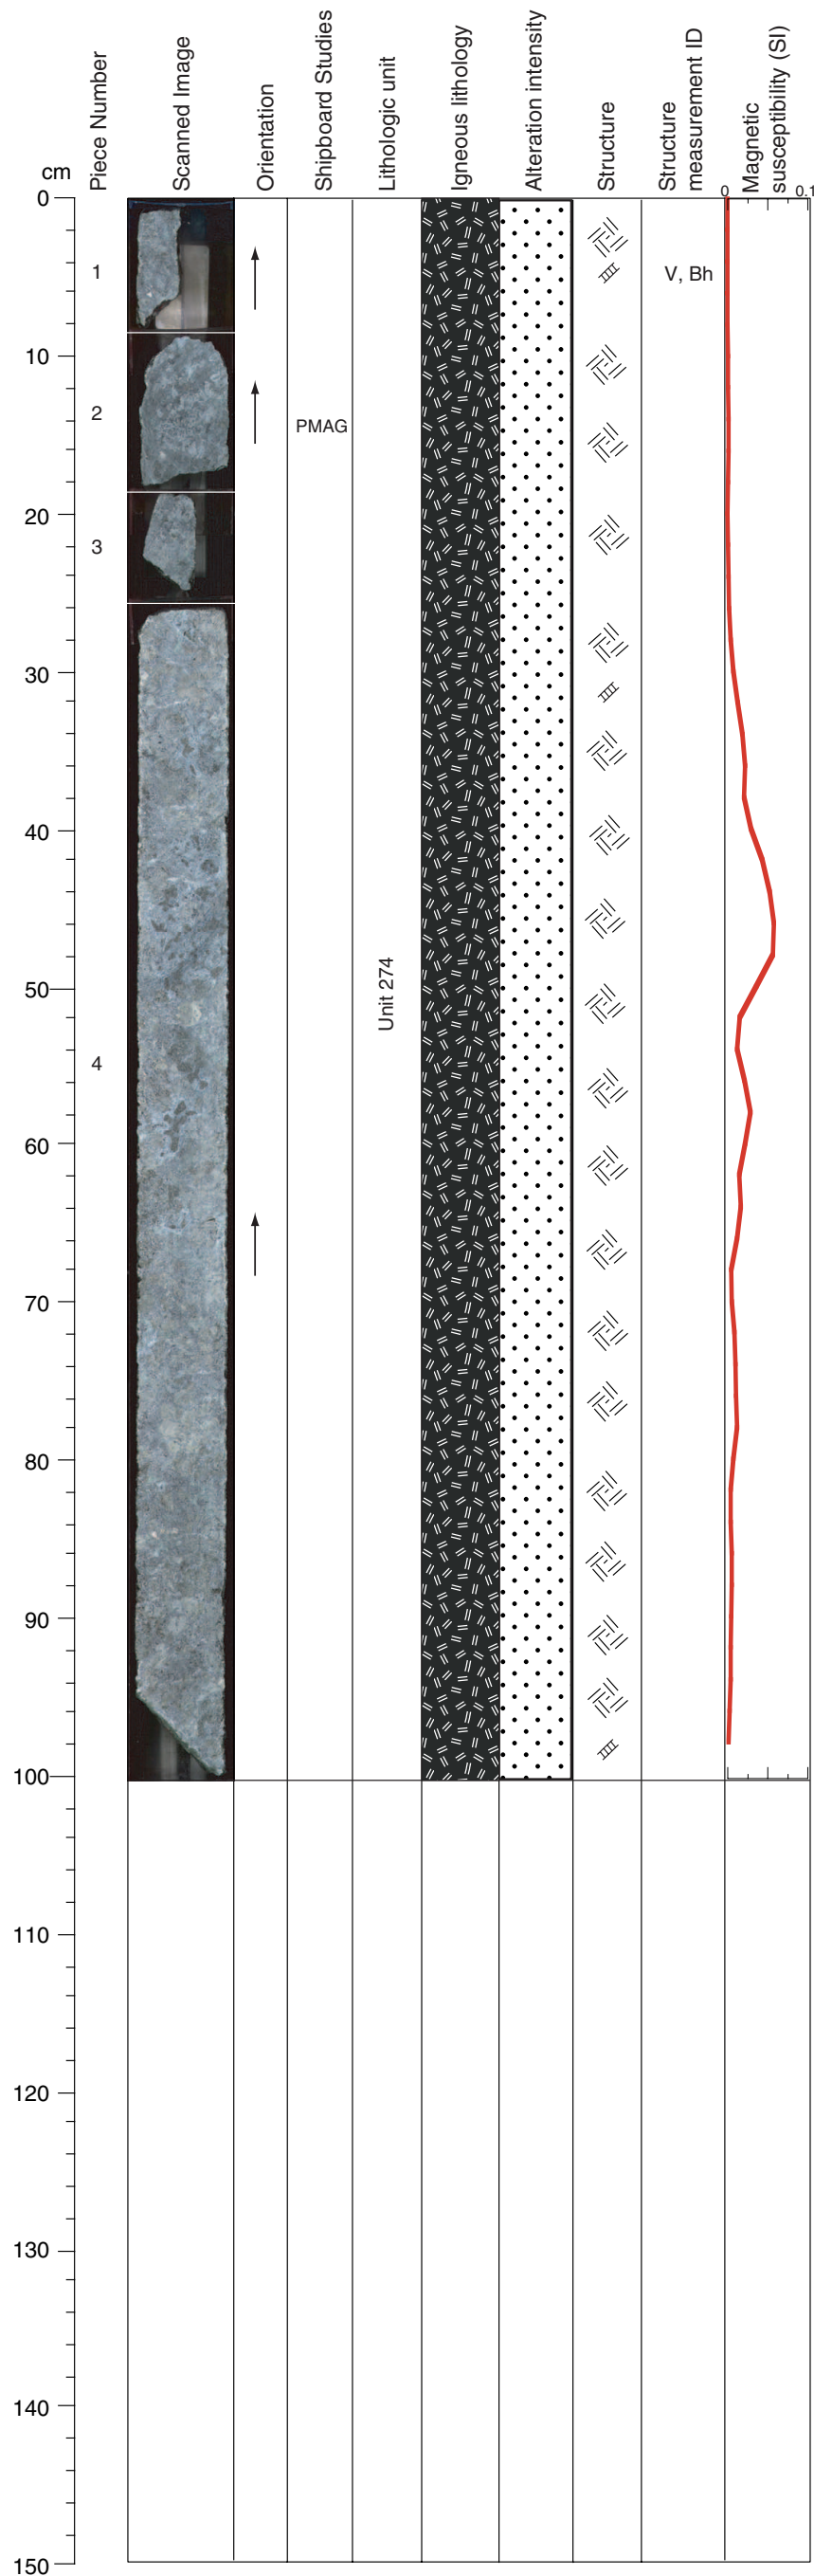 cm
Piece Number
Scanned Image
Orientation
Shipboard Studies
Lithologic unit
Igneous lithology
Alteration intensity
Structure
Structure
measurement ID
Magnetic
susceptibility (SI)
0 0.1
0
1
V, Bh
10
2
PMAG
20
3
30
40
50
Unit 274
4
60
70
80
90
100
110
120
130
140
150